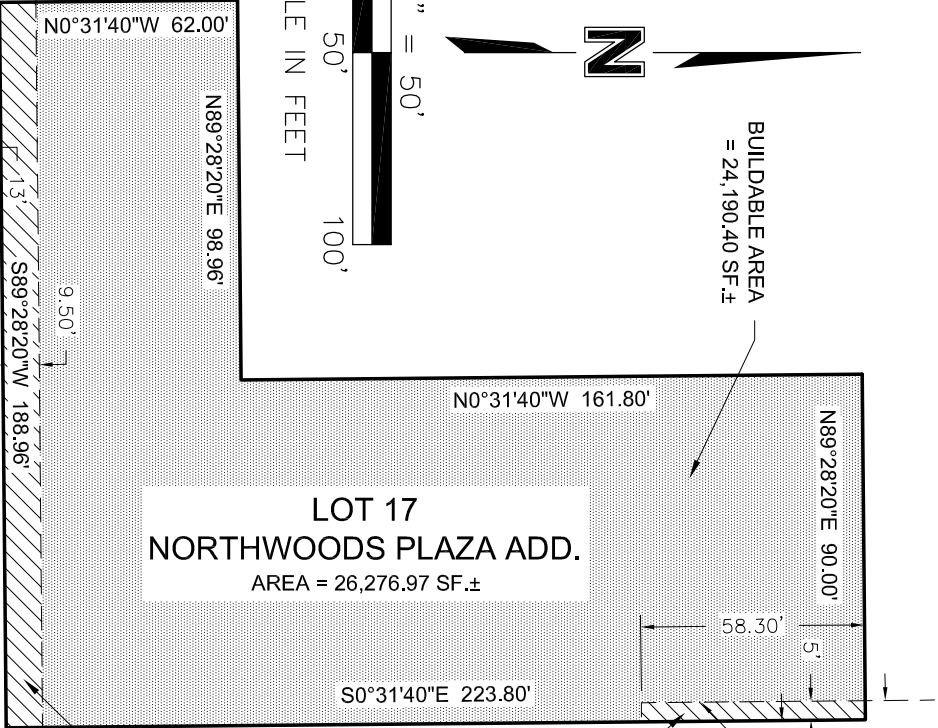 N0°31'40"W 62.00'
" = 50'
50'
100'
LE IN FEET
N
BUILDABLE AREA
= 24,190.40 SF.±
N89°28'20"E 98.96'
13'
S89°28'20"W 188.96'
9.50'
N0°31'40"W 161.80'
N89°28'20"E 90.00'
LOT 17
NORTHWOODS PLAZA ADD.
AREA = 26,276.97 SF.±
58.30'
5'
S0°31'40"E 223.80'